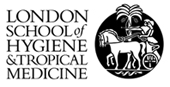 LONDON
SCHOOL of
HYGIENE
& TROPICAL
MEDICINE